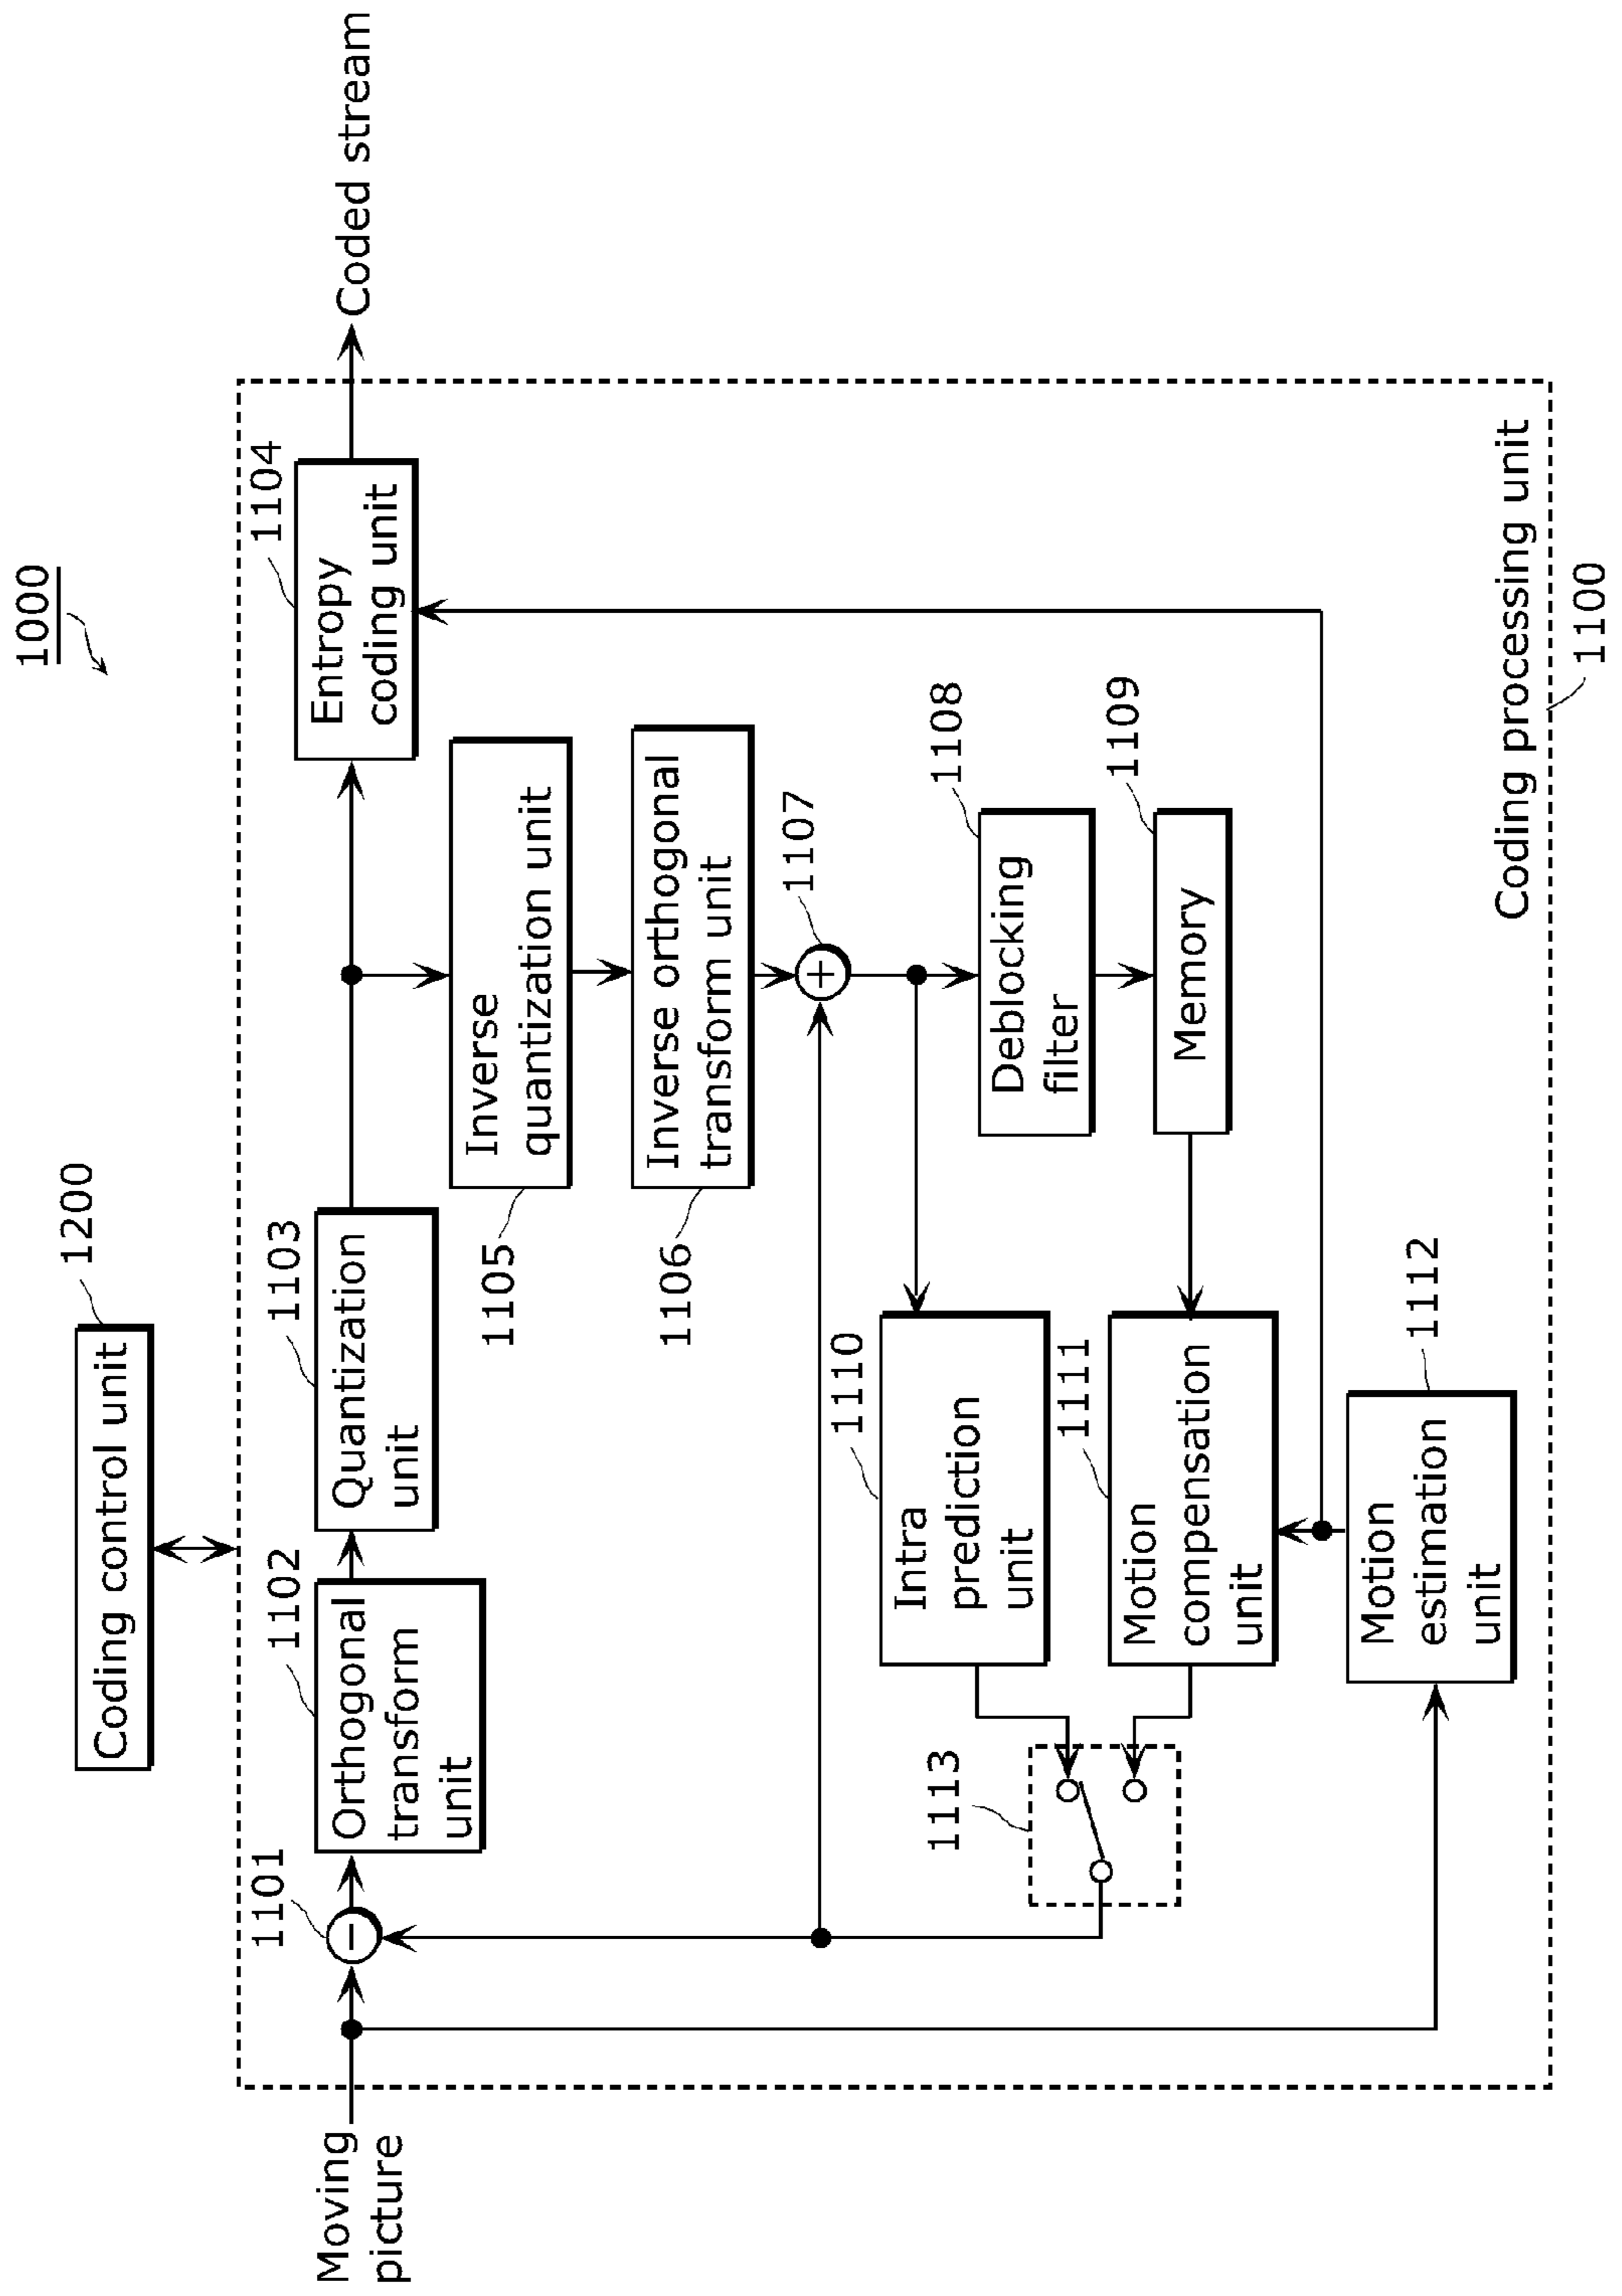 1000
Coding control unit
1200
Moving
picture
1101
Orthogonal
transform
unit
1102
Quantization
unit
1103
Entropy
coding unit
1104
Coded stream
Inverse
quantization unit
1105
Inverse orthogonal
transform unit
1106
1107
Intra
prediction
unit
1110
Deblocking
filter
1108
1113
Motion
compensation
unit
1111
Memory
1109
Motion
estimation
unit
1112
Coding processing unit
1100